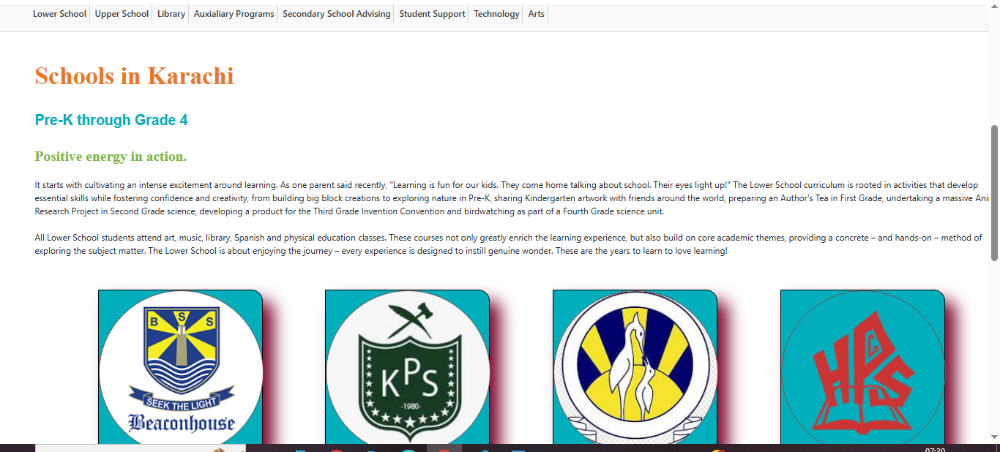 Lower School Upper School Library Auxialiary Programs Secondary School Advising Student Support Technology Arts
Schools in Karachi
Pre-K through Grade 4
Positive energy in action.
It starts with cultivating an intense excitement around learning. As one parent said recently, "Learning is fun for our kids. They come home talking about school. Their eyes light up!" The Lower School curriculum is rooted in activities that develop
essential skills while fostering confidence and creativity, from building big block creations to exploring nature in Pre-K, sharing Kindergarten artwork with friends around the world, preparing an Author's Tea in First Grade, undertaking a massive
Research Project in Second Grade science, developing a product for the Third Grade Invention Convention and birdwatching as part of a Fourth Grade science unit.
All Lower School students attend art, music, library, Spanish and physical education classes. These courses not only greatly enrich the learning experience, but also build on core academic themes, providing a concrete – and hands-on – method of
exploring the subject matter. The Lower School is about enjoying the journey – every experience is designed to instill genuine wonder. These are the years to learn to love learning!
B S S
SEEK THE LIGHT
Beaconhouse
KPS
-1980-
HPGS